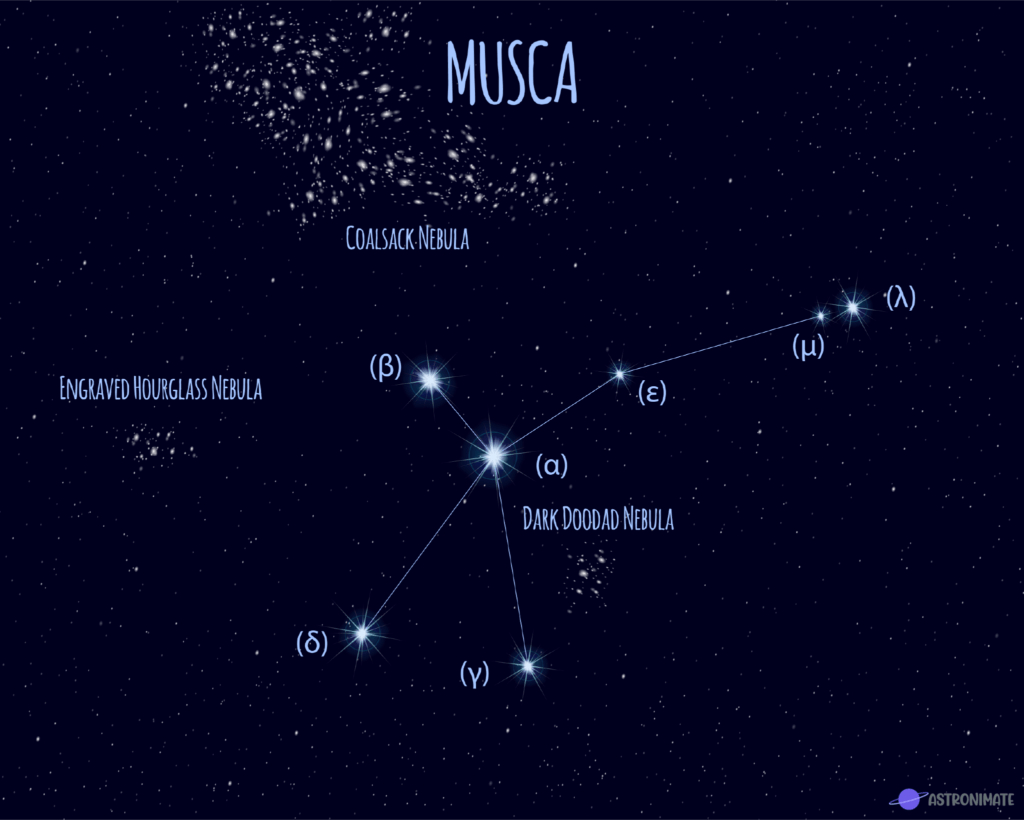 MUSCA
COALSACK NEBULA
(λ)
(μ)
(β)
ENGRAVED HOURGLASS NEBULA
(ε)
(α)
DARK DOODAD NEBULA
(δ)
(γ)
ASTRONIMATE